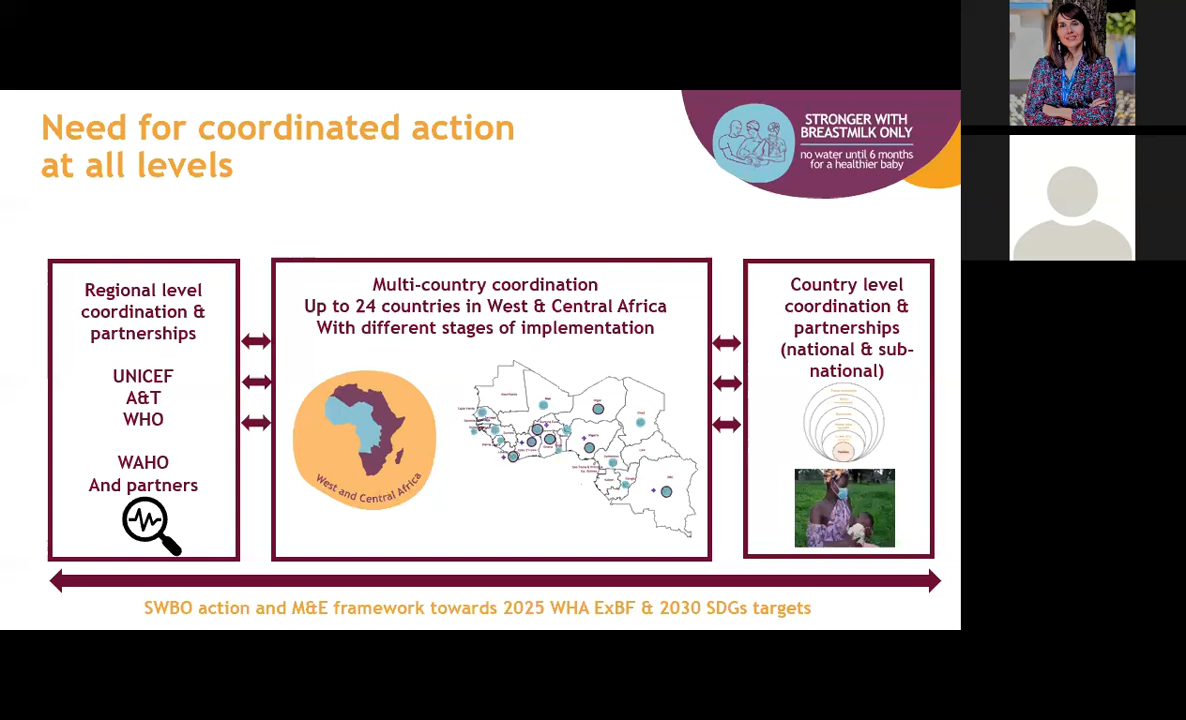 Need for coordinated action
at all levels
STRONGER WITH
BREASTMILK ONLY
no water until 6 months
for a healthier baby
Regional level
coordination &
partnerships
UNICEF
A&T
WHO
WAHO
And partners
Multi-country coordination
Up to 24 countries in West & Central Africa
With different stages of implementation
West and Central Africa
Country level
coordination &
partnerships
(national & sub-
national)
SWBO action and M&E framework towards 2025 WHA ExBF & 2030 SDGs targets